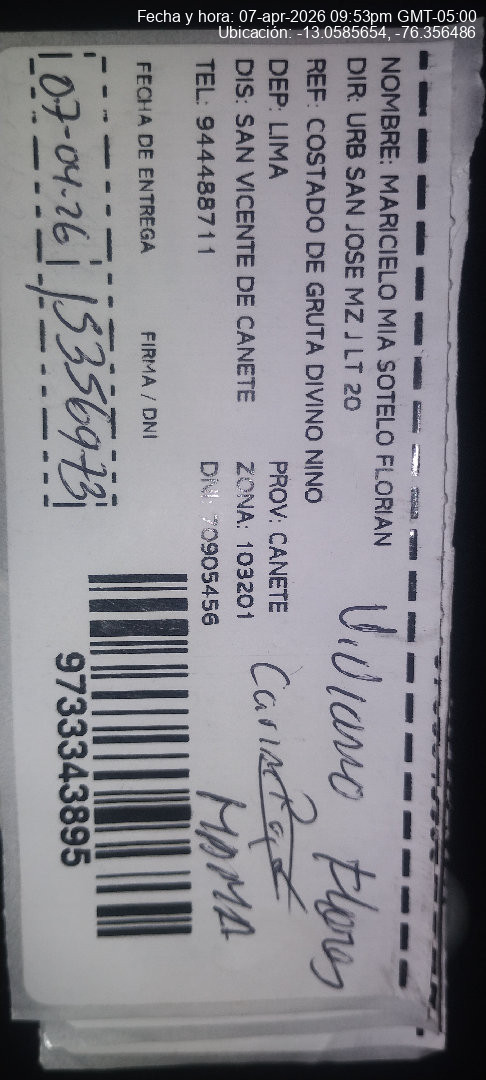 Fecha y hora: 07-apr-2026 09:53pm GMT-05:00
Ubicación: -13.0585654, -76.356486
NOMBRE: MARICIELO MIA SOTELO FLORIAN
DIR: URB SAN JOSE MZ J LT 20
REF: COSTADO DE GRUTA DIVINO NINO
DEP: LIMA PROV: CANETE
DIS: SAN VICENTE DE CANETE ZONA: 103201
TEL: 944488711 DNI: 70905456
FECHA DE ENTREGA FIRMA / DNI
07-04-26 15356973
Flores
MAMA
9733343895